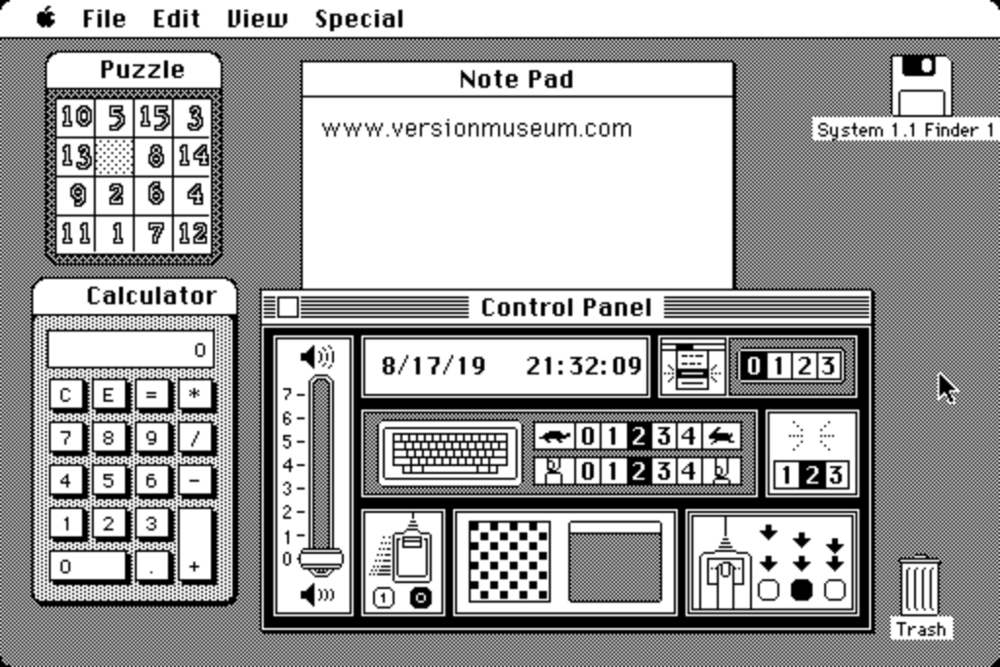 File Edit View Special
Puzzle
10 5 15 3
13 8 14
9 2 6 4
11 1 7 12
Note Pad
www.versionmuseum.com
System 1.1 Finder 1
Calculator
0
C E = *
7 8 9 /
4 5 6 -
1 2 3
0 . +
Control Panel
7
6
5
4
3
2
1
0
8/17/19 21:32:09
0 1 2 3
0 1 2 3 4
0 1 2 3 4
1 2 3
1 0
Trash